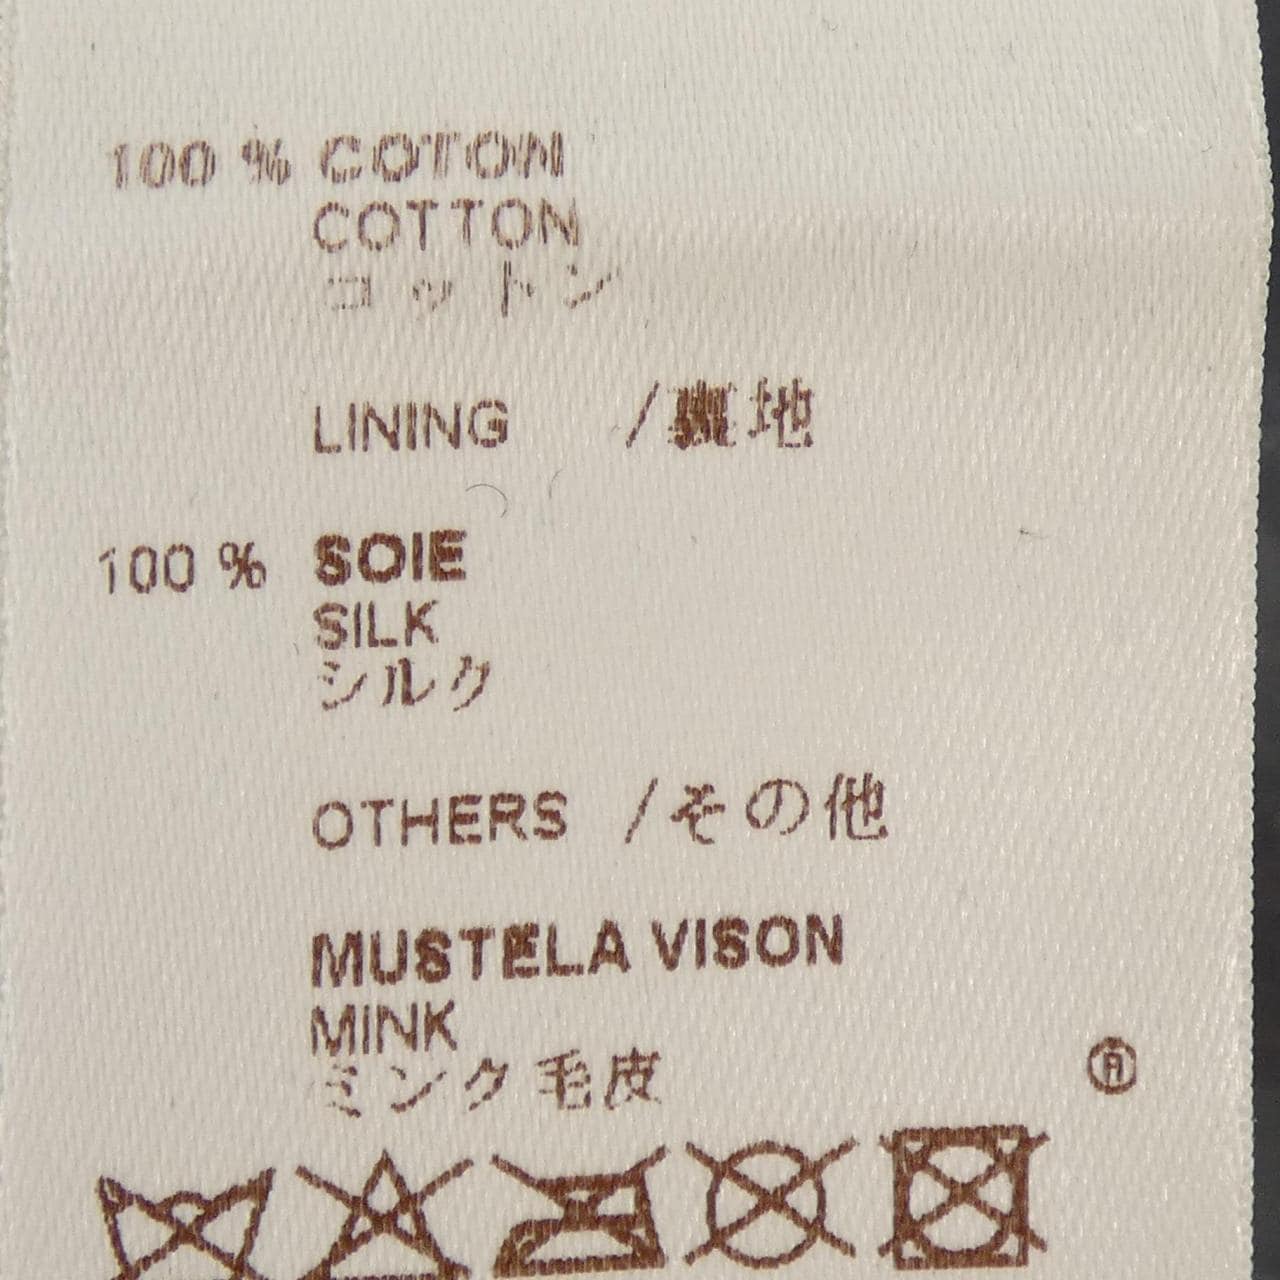 100 % COTON
COTTON
コットン
LINING /裏地
100 % SOIE
SILK
シルク
OTHERS /その他
MUSTELA VISON
MINK
ミンク毛皮
®